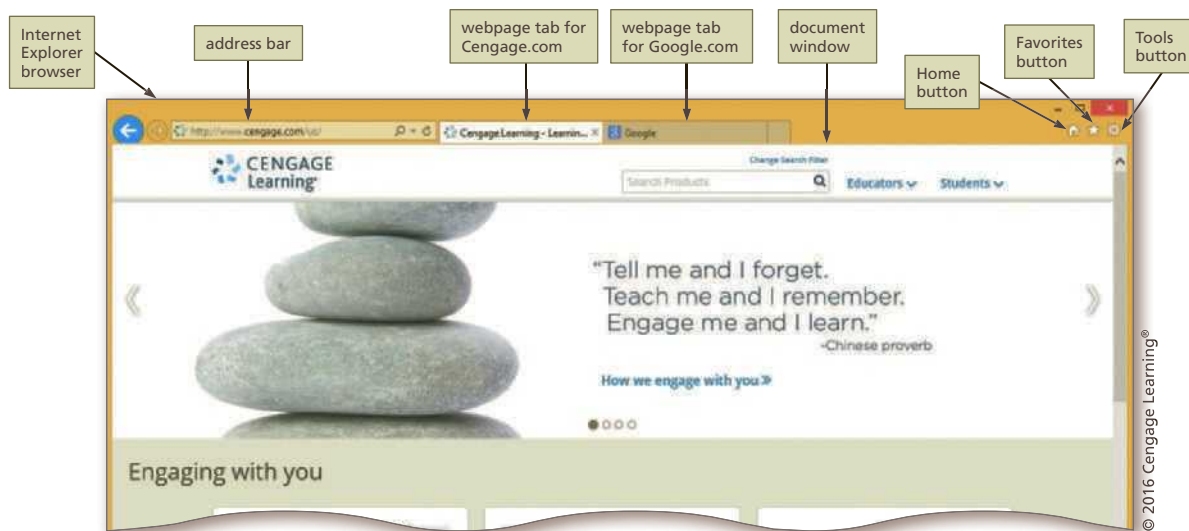 Internet
Explorer
browser
address bar
webpage tab for
Cengage.com
webpage tab
for Google.com
document
window
Home
button
Favorites
button
Tools
button
http://www.cengage.com/us/
Cengage Learning - Learnin...
Google
CENGAGE
Learning®
Change Search Filter
Search Products
Educators
Students
“Tell me and I forget.
Teach me and I remember.
Engage me and I learn.”
-Chinese proverb
How we engage with you »
Engaging with you
© 2016 Cengage Learning®